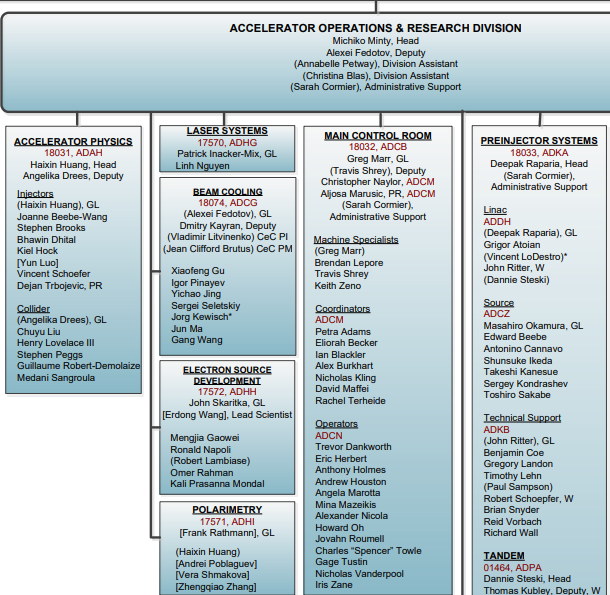 ACCELERATOR OPERATIONS & RESEARCH DIVISION
Michiko Minty, Head
Alexei Fedotov, Deputy
(Annabelle Petway), Division Assistant
(Christina Blas), Division Assistant
(Sarah Cormier), Administrative Support
ACCELERATOR PHYSICS
18031, ADAH
Haixin Huang, Head
Angelika Drees, Deputy
Injectors
(Haixin Huang), GL
Joanne Beebe-Wang
Stephen Brooks
Bhawin Dhital
Kiel Hock
[Yun Luo]
Vincent Schoefer
Dejan Trbojevic, PR
Collider
(Angelika Drees), GL
Chuyu Liu
Henry Lovelace III
Stephen Peggs
Guillaume Robert-Demolaize
Medani Sangroula
LASER SYSTEMS
17570, ADHG
Patrick Inacker-Mix, GL
Linh Nguyen
BEAM COOLING
18074, ADCG
(Alexei Fedotov), GL
Dmitry Kayran, Deputy
(Vladimir Litvinenko) CeC PI
(Jean Clifford Brutus) CeC PM
Xiaofeng Gu
Igor Pinayev
Yichao Jing
Sergei Seletskiy
Jorg Kewisch*
Jun Ma
Gang Wang
ELECTRON SOURCE
DEVELOPMENT
17572, ADHH
John Skaritka, GL
[Erdong Wang], Lead Scientist
Mengjia Gaowei
Ronald Napoli
(Robert Lambiase)
Omer Rahman
Kali Prasanna Mondal
POLARIMETRY
17571, ADHI
[Frank Rathmann], GL
(Haixin Huang)
[Andrei Poblaguev]
[Vera Shmakova]
[Zhengqiao Zhang]
MAIN CONTROL ROOM
18032, ADCB
Greg Marr, GL
(Travis Shrey), Deputy
Christopher Naylor, ADCM
Aljosa Marusic, PR, ADCM
(Sarah Cormier),
Administrative Support
Machine Specialists
(Greg Marr)
Brendan Lepore
Travis Shrey
Keith Zeno
Coordinators
ADCM
Petra Adams
Eliorah Becker
Ian Blackler
Alex Burkhart
Nicholas Kling
David Maffei
Rachel Terheide
Operators
ADCN
Trevor Dankworth
Eric Herbert
Anthony Holmes
Andrew Houston
Angela Marotta
Mina Mazeikis
Alexander Nicola
Howard Oh
Jovahn Roumell
Charles “Spencer” Towle
Gage Tustin
Nicholas Vanderpool
Iris Zane
PREINJECTOR SYSTEMS
18033, ADKA
Deepak Raparia, Head
(Sarah Cormier),
Administrative Support
Linac
ADDH
(Deepak Raparia), GL
Grigor Atoian
(Vincent LoDestro)*
John Ritter, W
(Dannie Steski)
Source
ADCZ
Masahiro Okamura, GL
Edward Beebe
Antonino Cannavo
Shunsuke Ikeda
Takeshi Kanesue
Sergey Kondrashev
Toshiro Sakabe
Technical Support
ADKB
(John Ritter), GL
Benjamin Coe
Gregory Landon
Timothy Lehn
(Paul Sampson)
Robert Schoepfer, W
Brian Snyder
Reid Vorbach
Richard Wall
TANDEM
01464, ADPA
Dannie Steski, Head
Thomas Kubley, Deputy, W